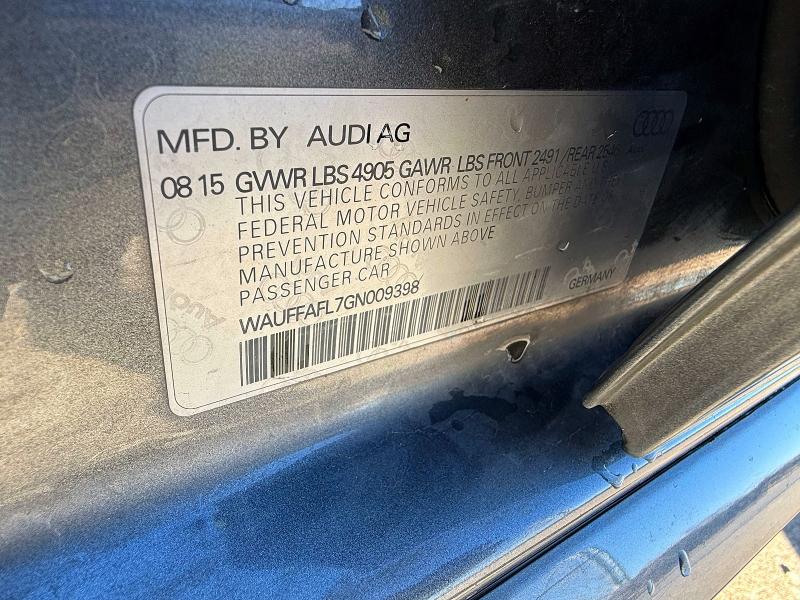 MFD. BY AUDI AG
08 15 GVWR LBS 4905 GAWR LBS FRONT 2491 /REAR
THIS VEHICLE CONFORMS TO ALL APPLICABLE
FEDERAL MOTOR VEHICLE SAFETY, BUMPER AND
PREVENTION STANDARDS IN EFFECT ON THE DATE OF
MANUFACTURE SHOWN ABOVE
PASSENGER CAR
WAUFFAFL7GN009398
GERMANY